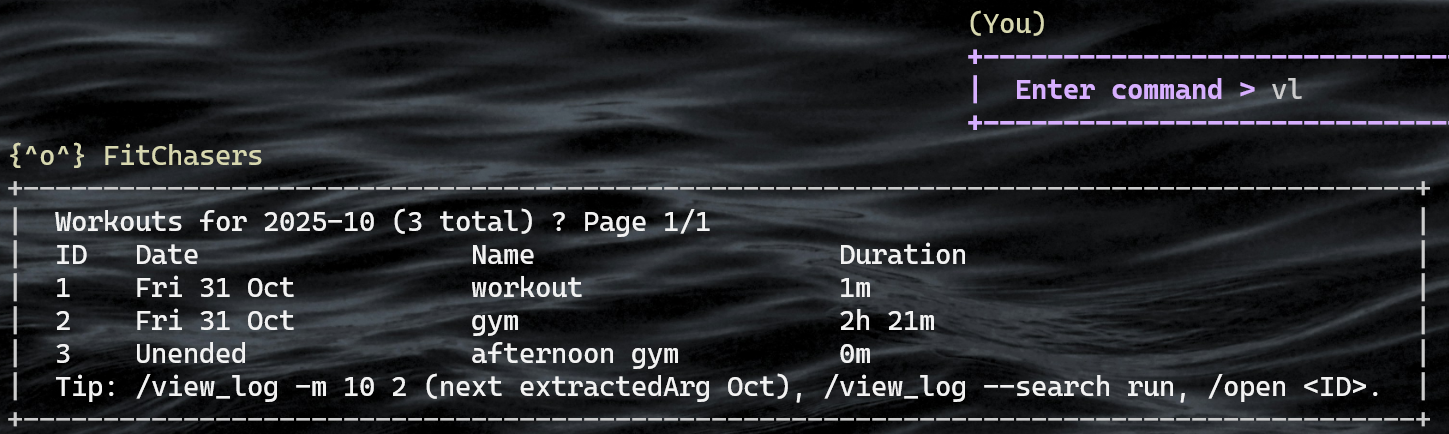 (You)
+------------------------------
|  Enter command > vl
+------------------------------
{^o^} FitChasers
+----------------------------------------------------------------------------------------+
|  Workouts for 2025-10 (3 total) ? Page 1/1  |
|  ID   Date   Name   Duration  |
|  1   Fri 31 Oct   workout   1m  |
|  2   Fri 31 Oct   gym   2h 21m  |
|  3   Unended   afternoon gym   0m  |
|  Tip: /view_log -m 10 2 (next extractedArg Oct), /view_log --search run, /open <ID>.  |
+----------------------------------------------------------------------------------------+